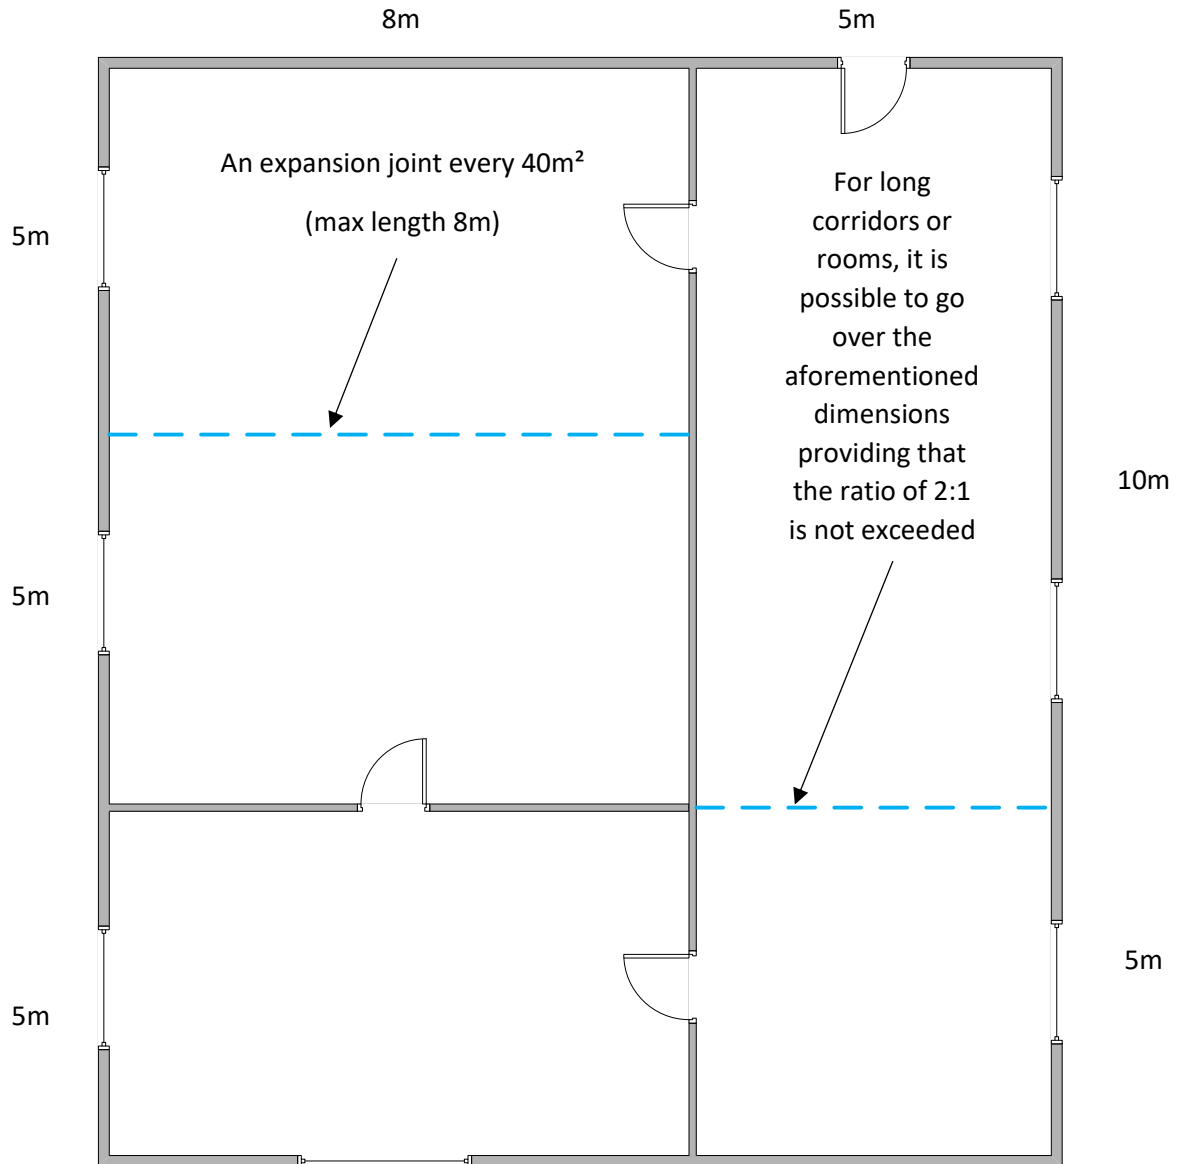 8m
5m
An expansion joint every 40m²
(max length 8m)
For long
corridors or
rooms, it is
possible to go
over the
aforementioned
dimensions
providing that
the ratio of 2:1
is not exceeded
5m
10m
5m
5m
5m